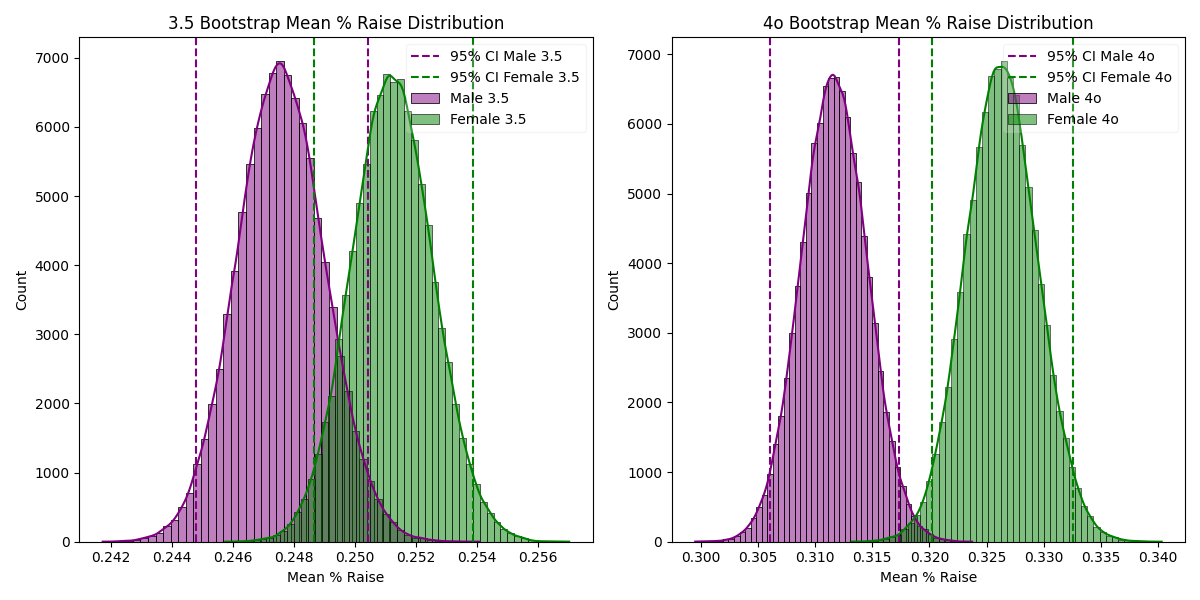 3.5 Bootstrap Mean % Raise Distribution
7000
6000
5000
4000
3000
2000
1000
0
Count
0.242 0.244 0.246 0.248 0.250 0.252 0.254 0.256
Mean % Raise
95% CI Male 3.5
95% CI Female 3.5
Male 3.5
Female 3.5
4o Bootstrap Mean % Raise Distribution
7000
6000
5000
4000
3000
2000
1000
0
Count
0.300 0.305 0.310 0.315 0.320 0.325 0.330 0.335 0.340
Mean % Raise
95% CI Male 4o
95% CI Female 4o
Male 4o
Female 4o